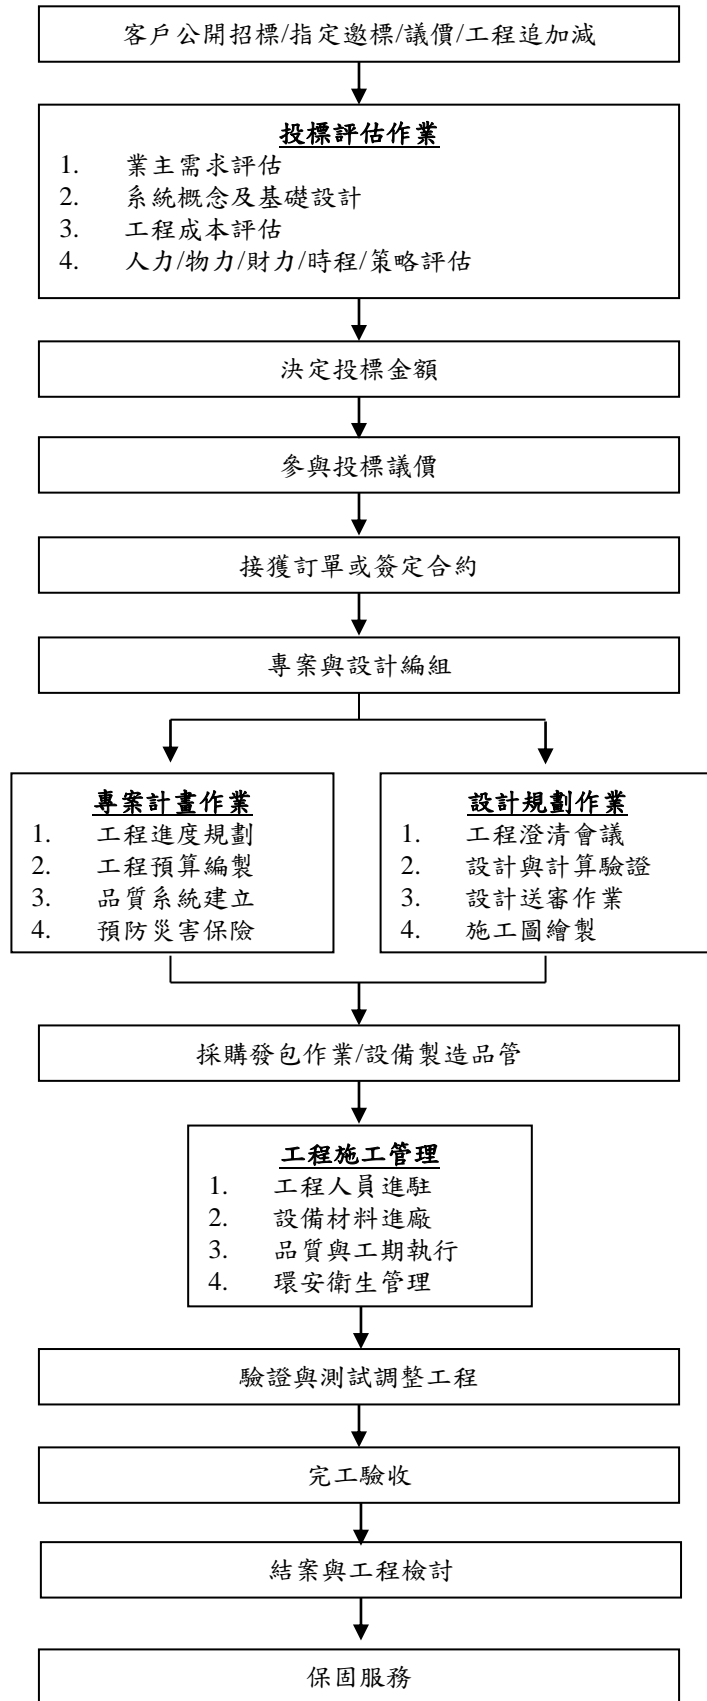 客戶公開招標/指定邀標/議價/工程追加減
投標評估作業
1. 業主需求評估
2. 系統概念及基礎設計
3. 工程成本評估
4. 人力/物力/財力/時程/策略評估
決定投標金額
參與投標議價
接獲訂單或簽定合約
專案與設計編組
專案計畫作業
1. 工程進度規劃
2. 工程預算編製
3. 品質系統建立
4. 預防災害保險
設計規劃作業
1. 工程澄清會議
2. 設計與計算驗證
3. 設計送審作業
4. 施工圖繪製
採購發包作業/設備製造品管
工程施工管理
1. 工程人員進駐
2. 設備材料進廠
3. 品質與工期執行
4. 環安衛生管理
驗證與測試調整工程
完工驗收
結案與工程檢討
保固服務